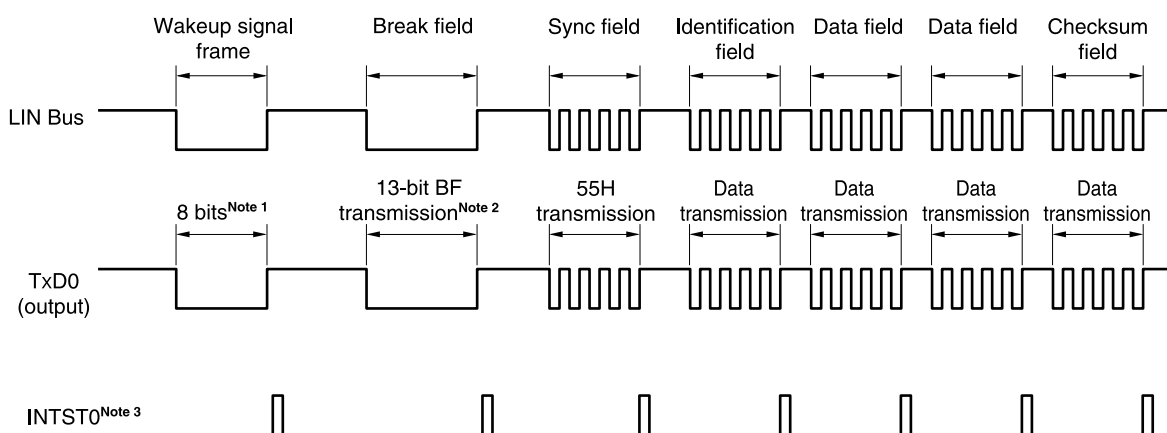 Wakeup signal frame
Break field
Sync field
Identification field
Data field
Data field
Checksum field
LIN Bus
8 bitsNote 1
13-bit BF transmissionNote 2
55H transmission
Data transmission
Data transmission
Data transmission
Data transmission
TxD0 (output)
INTST0Note 3